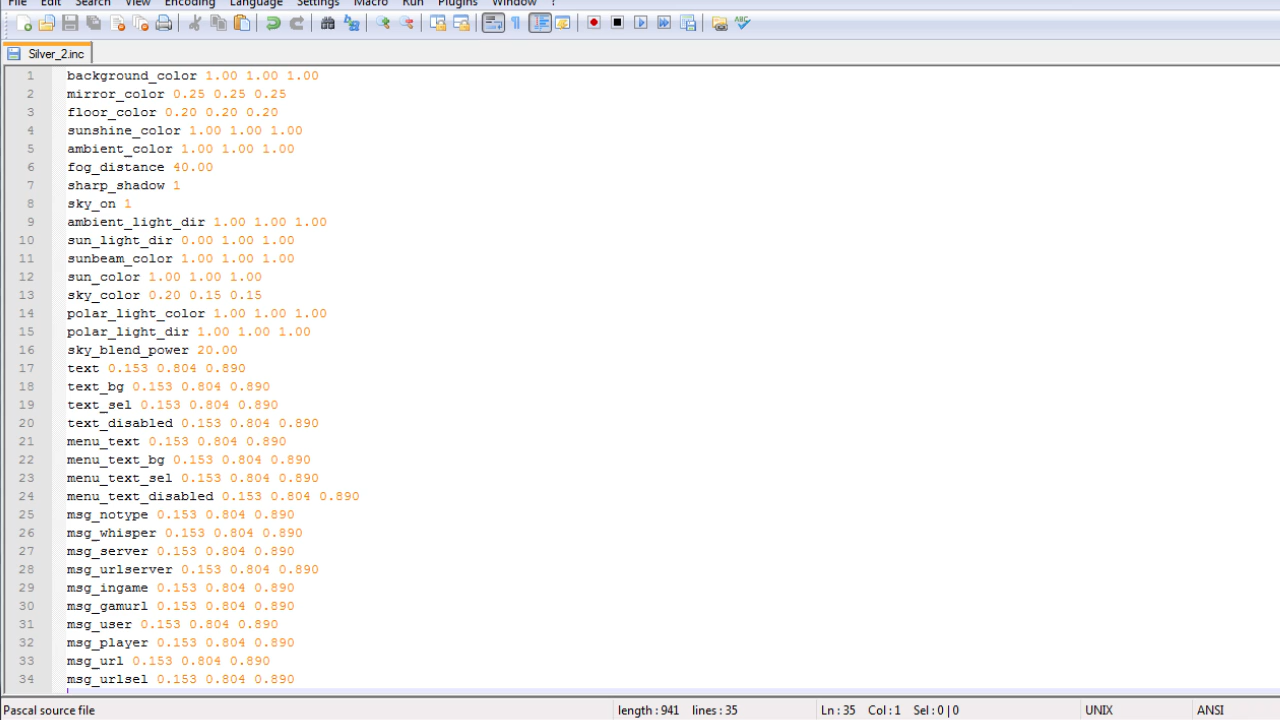 File Edit Search View Encoding Language Settings Macro Run Plugins Window ?
Silver_2.inc
1 background_color 1.00 1.00 1.00
2 mirror_color 0.25 0.25 0.25
3 floor_color 0.20 0.20 0.20
4 sunshine_color 1.00 1.00 1.00
5 ambient_color 1.00 1.00 1.00
6 fog_distance 40.00
7 sharp_shadow 1
8 sky_on 1
9 ambient_light_dir 1.00 1.00 1.00
10 sun_light_dir 0.00 1.00 1.00
11 sunbeam_color 1.00 1.00 1.00
12 sun_color 1.00 1.00 1.00
13 sky_color 0.20 0.15 0.15
14 polar_light_color 1.00 1.00 1.00
15 polar_light_dir 1.00 1.00 1.00
16 sky_blend_power 20.00
17 text 0.153 0.804 0.890
18 text_bg 0.153 0.804 0.890
19 text_sel 0.153 0.804 0.890
20 text_disabled 0.153 0.804 0.890
21 menu_text 0.153 0.804 0.890
22 menu_text_bg 0.153 0.804 0.890
23 menu_text_sel 0.153 0.804 0.890
24 menu_text_disabled 0.153 0.804 0.890
25 msg_notype 0.153 0.804 0.890
26 msg_whisper 0.153 0.804 0.890
27 msg_server 0.153 0.804 0.890
28 msg_urlserver 0.153 0.804 0.890
29 msg_ingame 0.153 0.804 0.890
30 msg_gamurl 0.153 0.804 0.890
31 msg_user 0.153 0.804 0.890
32 msg_player 0.153 0.804 0.890
33 msg_url 0.153 0.804 0.890
34 msg_urlsel 0.153 0.804 0.890
Pascal source file length : 941 lines : 35 Ln : 35 Col : 1 Sel : 0 | 0 UNIX ANSI